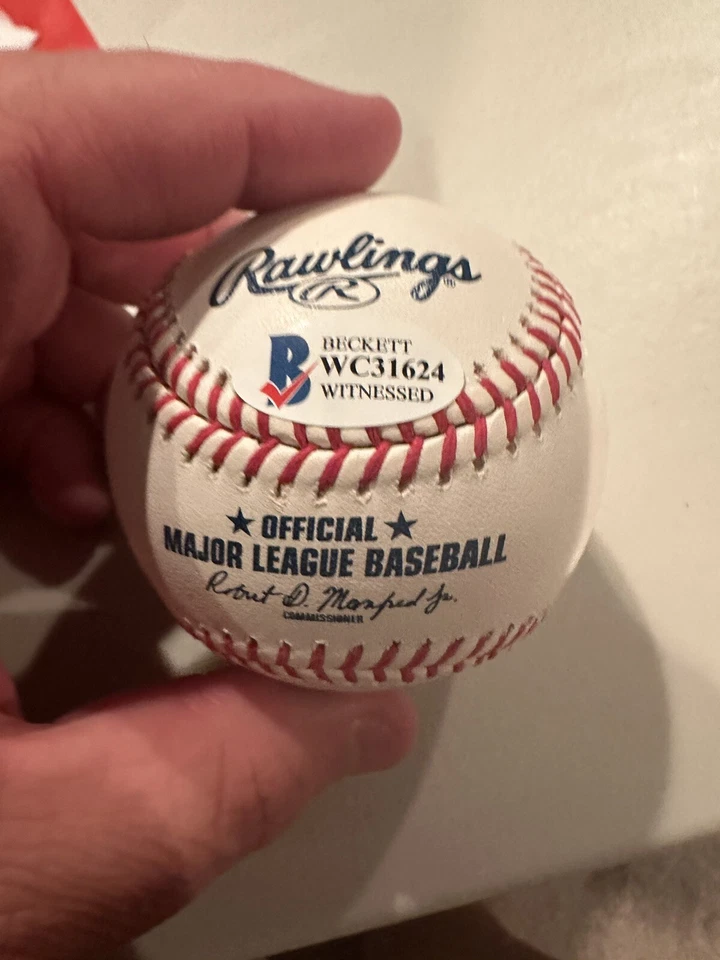 Rawlings
R
B
BECKETT
WC31624
WITNESSED
★ OFFICIAL ★
MAJOR LEAGUE BASEBALL
Robert D. Manfred Jr.
COMMISSIONER